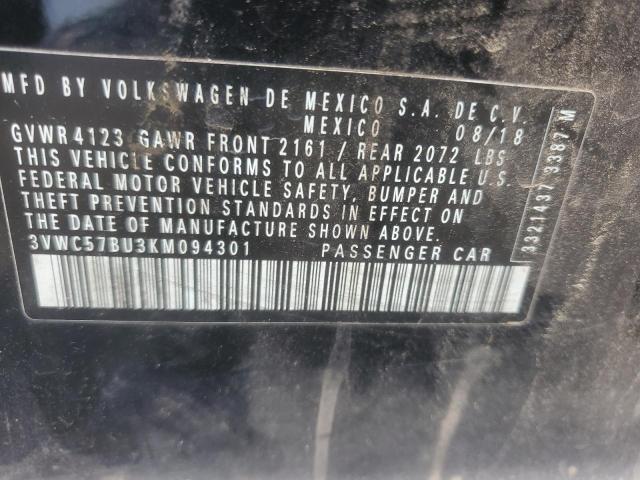 MFD BY VOLKSWAGEN DE MEXICO S.A. DE C.V.
MEXICO 08/18
GVWR 4123 GAWR FRONT 2161 / REAR 2072 LBS
THIS VEHICLE CONFORMS TO ALL APPLICABLE U.S.
FEDERAL MOTOR VEHICLE SAFETY, BUMPER AND
THEFT PREVENTION STANDARDS IN EFFECT ON
THE DATE OF MANUFACTURE SHOWN ABOVE.
3VWC57BU3KM094301 PASSENGER CAR
3321437 3387 M